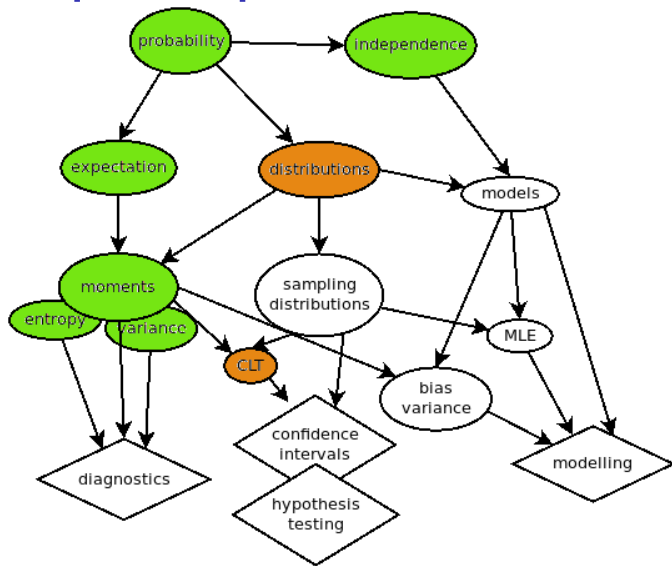 probability
independence
expectation
distributions
models
moments
sampling
distributions
entropy
variance
CLT
MLE
bias
variance
confidence
intervals
diagnostics
modelling
hypothesis
testing